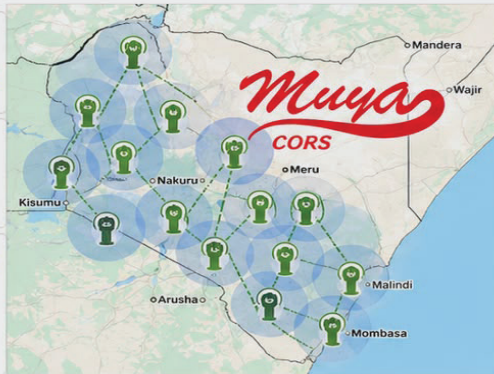 Mandera
Wajir
Muya
CORS
Meru
Nakuru
Kisumu
Malindi
Arusha
Mombasa